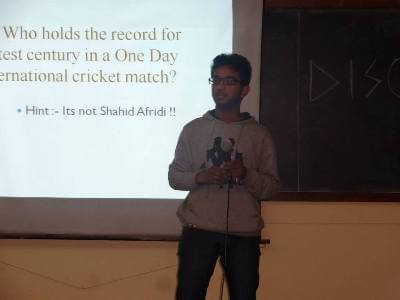 Who holds the record for
test century in a One Day
ernational cricket match?
• Hint :- Its not Shahid Afridi !!
DISC